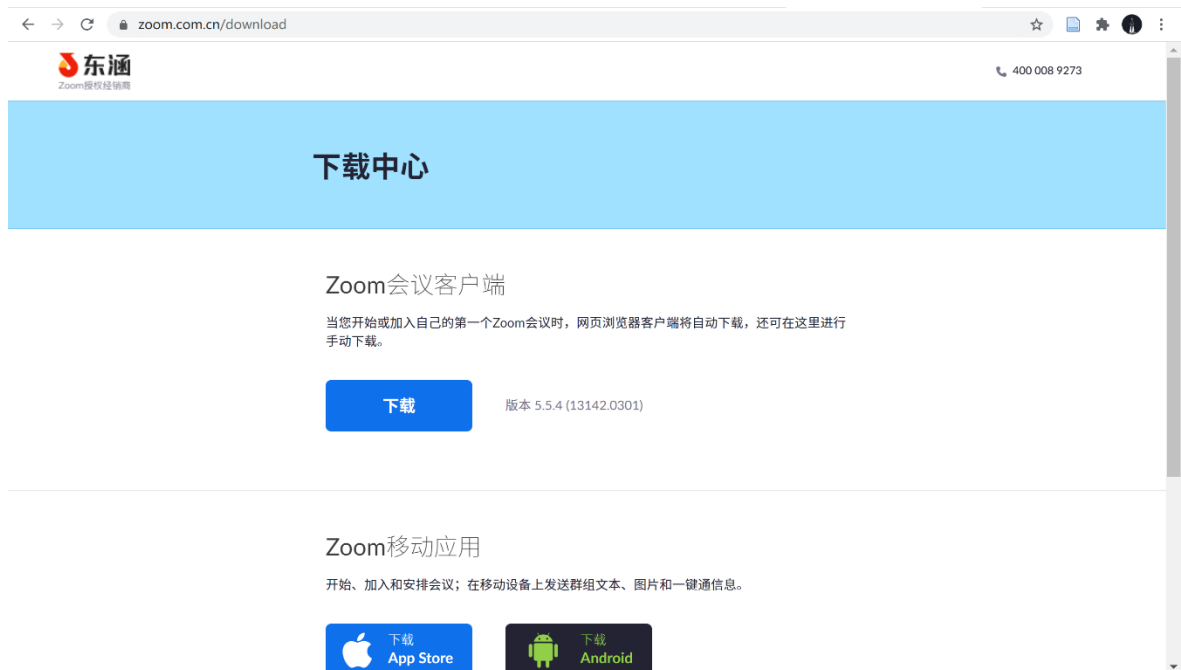 zoom.com.cn/download
东涵
Zoom授权经销商
400 008 9273
下载中心
Zoom会议客户端
当您开始或加入自己的第一个Zoom会议时，网页浏览器客户端将自动下载，还可在这里进行
手动下载。
下载
版本 5.5.4 (13142.0301)
Zoom移动应用
开始、加入和安排会议；在移动设备上发送群组文本、图片和一键通信息。
下载
App Store
下载
Android